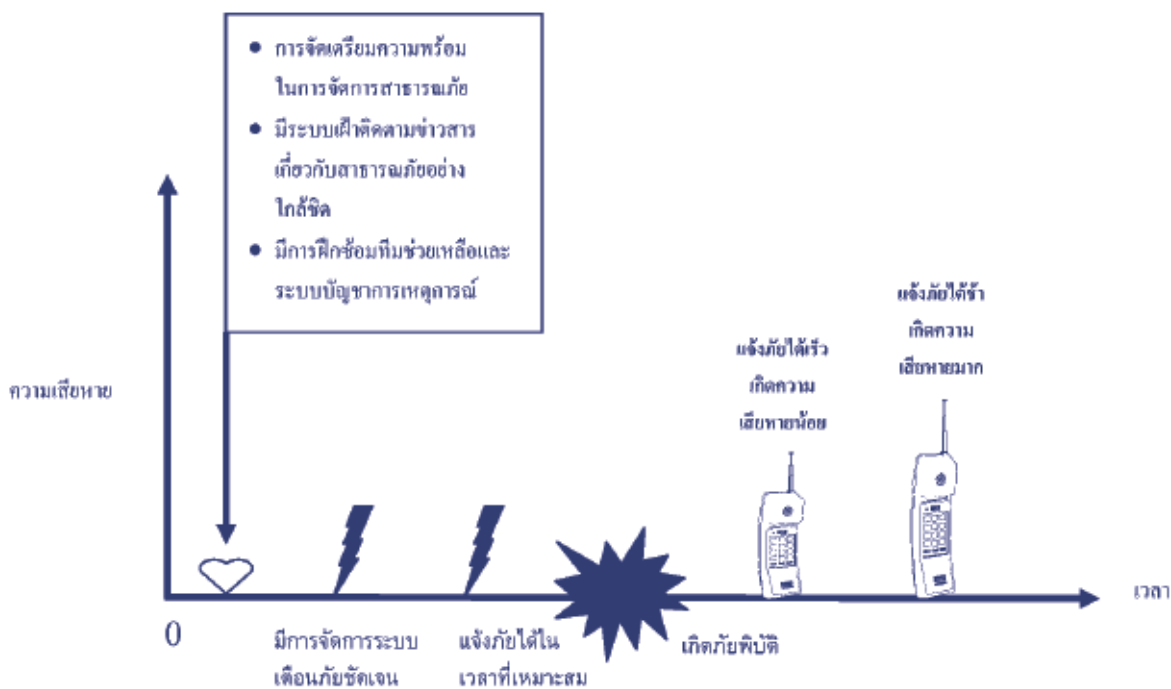 ● การจัดเตรียมความพร้อม
ในการจัดการสาธารณภัย
● มีระบบเฝ้าติดตามข่าวสาร
เกี่ยวกับสาธารณภัยอย่าง
ใกล้ชิด
● มีการฝึกซ้อมทีมช่วยเหลือและ
ระบบบัญชาการเหตุการณ์
แจ้งภัยได้ช้า
เกิดความ
เสียหายมาก
แจ้งภัยได้เร็ว
เกิดความ
เสียหายน้อย
ความเสียหาย
เวลา
0
มีการจัดการระบบ
เตือนภัยชัดเจน
แจ้งภัยได้ใน
เวลาที่เหมาะสม
เกิดภัยพิบัติ